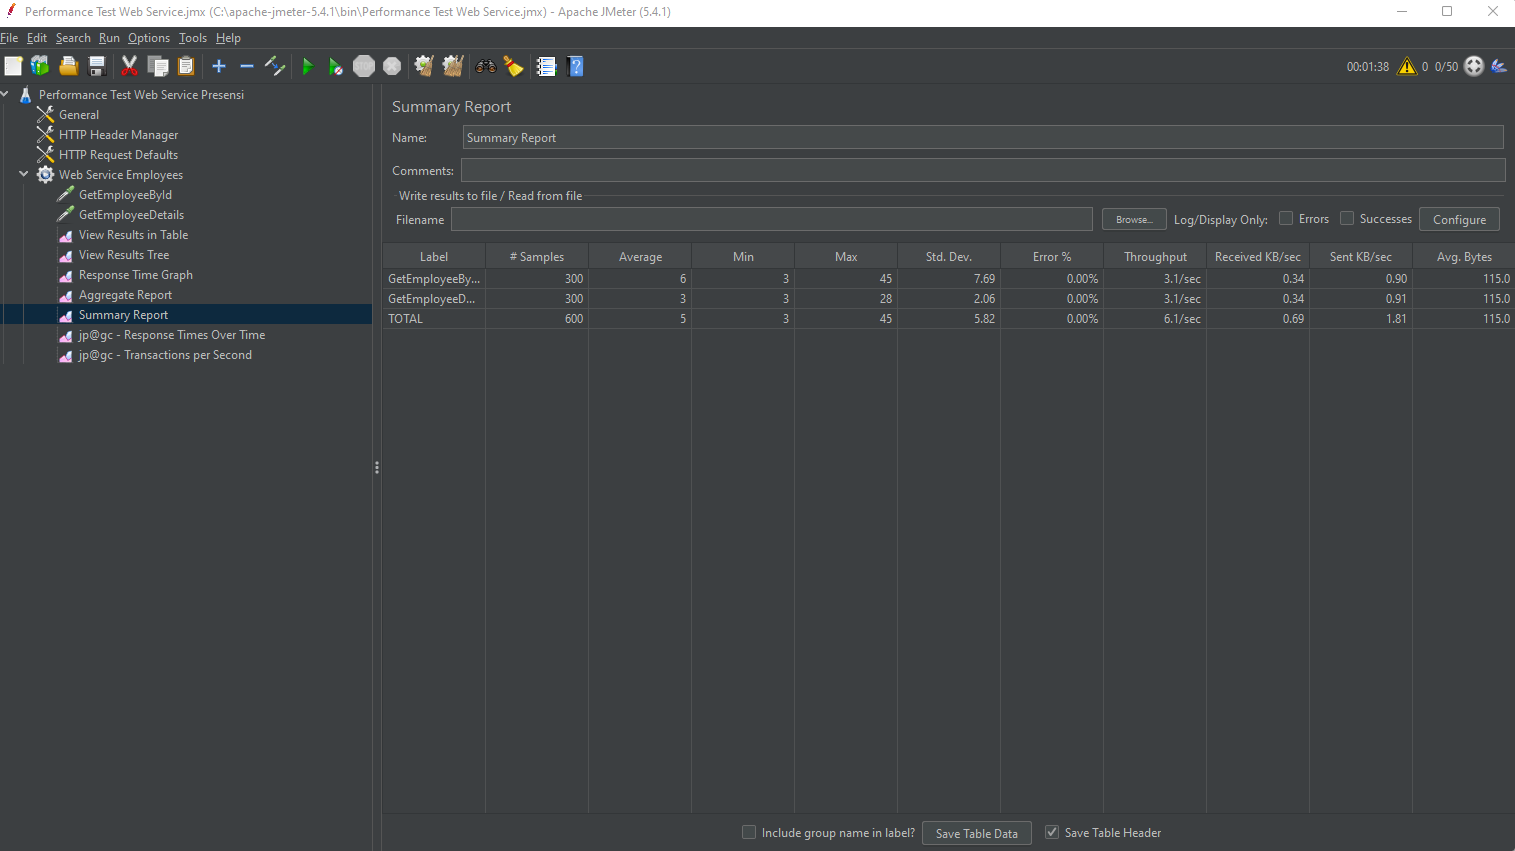 Performance Test Web Service.jmx (C:\apache-jmeter-5.4.1\bin\Performance Test Web Service.jmx) - Apache JMeter (5.4.1)
File Edit Search Run Options Tools Help
00:01:38 0 0/50
Performance Test Web Service Presensi
General
HTTP Header Manager
HTTP Request Defaults
Web Service Employees
GetEmployeeById
GetEmployeeDetails
View Results in Table
View Results Tree
Response Time Graph
Aggregate Report
Summary Report
jp@gc - Response Times Over Time
jp@gc - Transactions per Second
Summary Report
Name: Summary Report
Comments:
Write results to file / Read from file
Filename Browse... Log/Display Only: Errors Successes Configure
Label # Samples Average Min Max Std. Dev. Error % Throughput Received KB/sec Sent KB/sec Avg. Bytes
GetEmployeeBy... 300 6 3 45 7.69 0.00% 3.1/sec 0.34 0.90 115.0
GetEmployeeD... 300 3 3 28 2.06 0.00% 3.1/sec 0.34 0.91 115.0
TOTAL 600 5 3 45 5.82 0.00% 6.1/sec 0.69 1.81 115.0
Include group name in label? Save Table Data Save Table Header